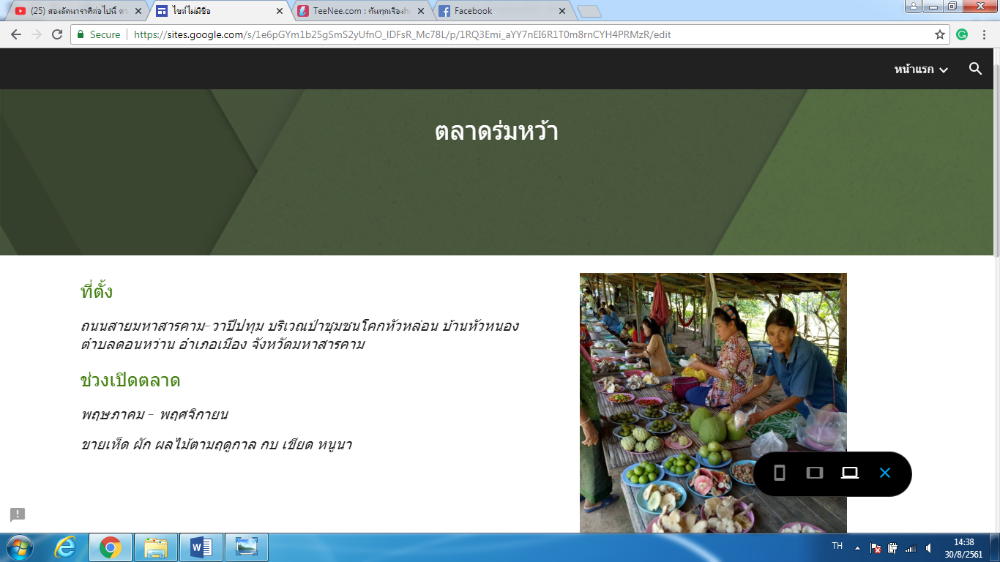 (25) สองลัคนาราศีต่อไปนี้ ดา
ไซต์ไม่มีชื่อ
TeeNee.com : ทันทุกเรื่องhe
Facebook
Secure
https://sites.google.com/s/1e6pGYm1b25gSmS2yUfnO_lDFsR_Mc78L/p/1RQ3Emi_aYY7nEI6R1T0m8rnCYH4PRMzR/edit
หน้าแรก
ตลาดร่มหว้า
ที่ตั้ง
ถนนสายมหาสารคาม-วาปีปทุม บริเวณป่าชุมชนโคกหัวหล่อน บ้านหัวหนอง
ตำบลดอนหว่าน อำเภอเมือง จังหวัดมหาสารคาม
ช่วงเปิดตลาด
พฤษภาคม - พฤศจิกายน
ขายเห็ด ผัก ผลไม้ตามฤดูกาล กบ เขียด หนูนา
TH
14:38
30/8/2561